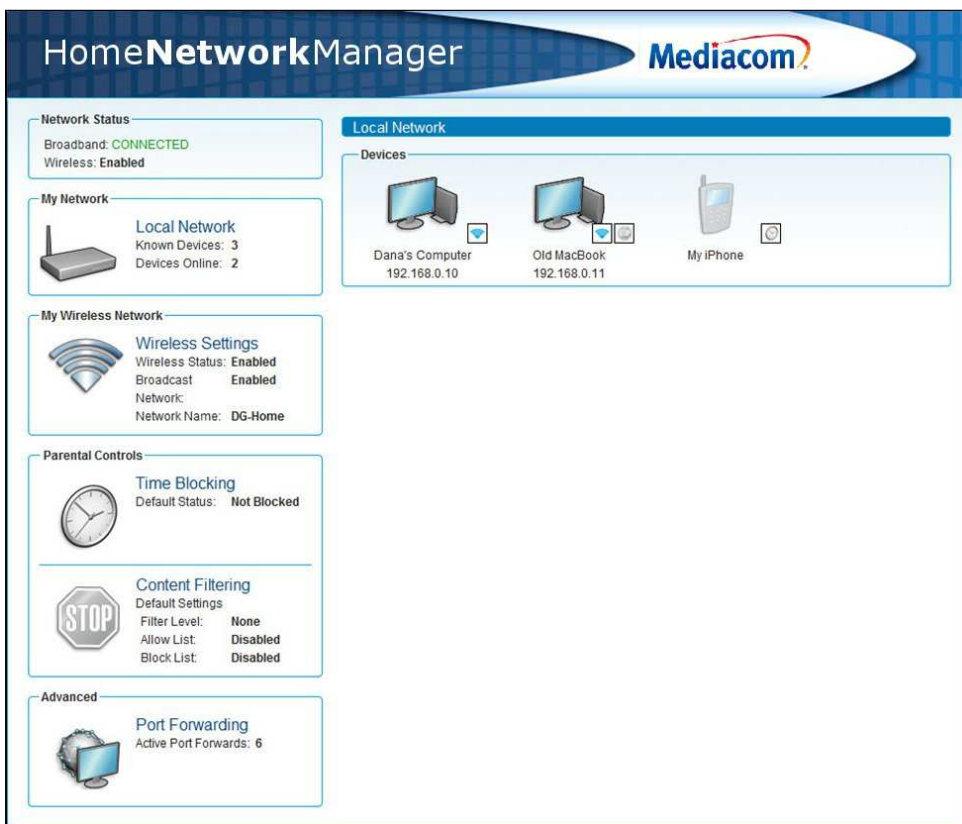 HomeNetworkManager
Mediacom
Network Status
Broadband: CONNECTED
Wireless: Enabled
My Network
Local Network
Known Devices: 3
Devices Online: 2
My Wireless Network
Wireless Settings
Wireless Status: Enabled
Broadcast Enabled
Network:
Network Name: DG-Home
Parental Controls
Time Blocking
Default Status: Not Blocked
STOP
Content Filtering
Default Settings
Filter Level: None
Allow List: Disabled
Block List: Disabled
Advanced
Port Forwarding
Active Port Forwards: 6
Local Network
Devices
Dana's Computer
192.168.0.10
Old MacBook
192.168.0.11
My iPhone